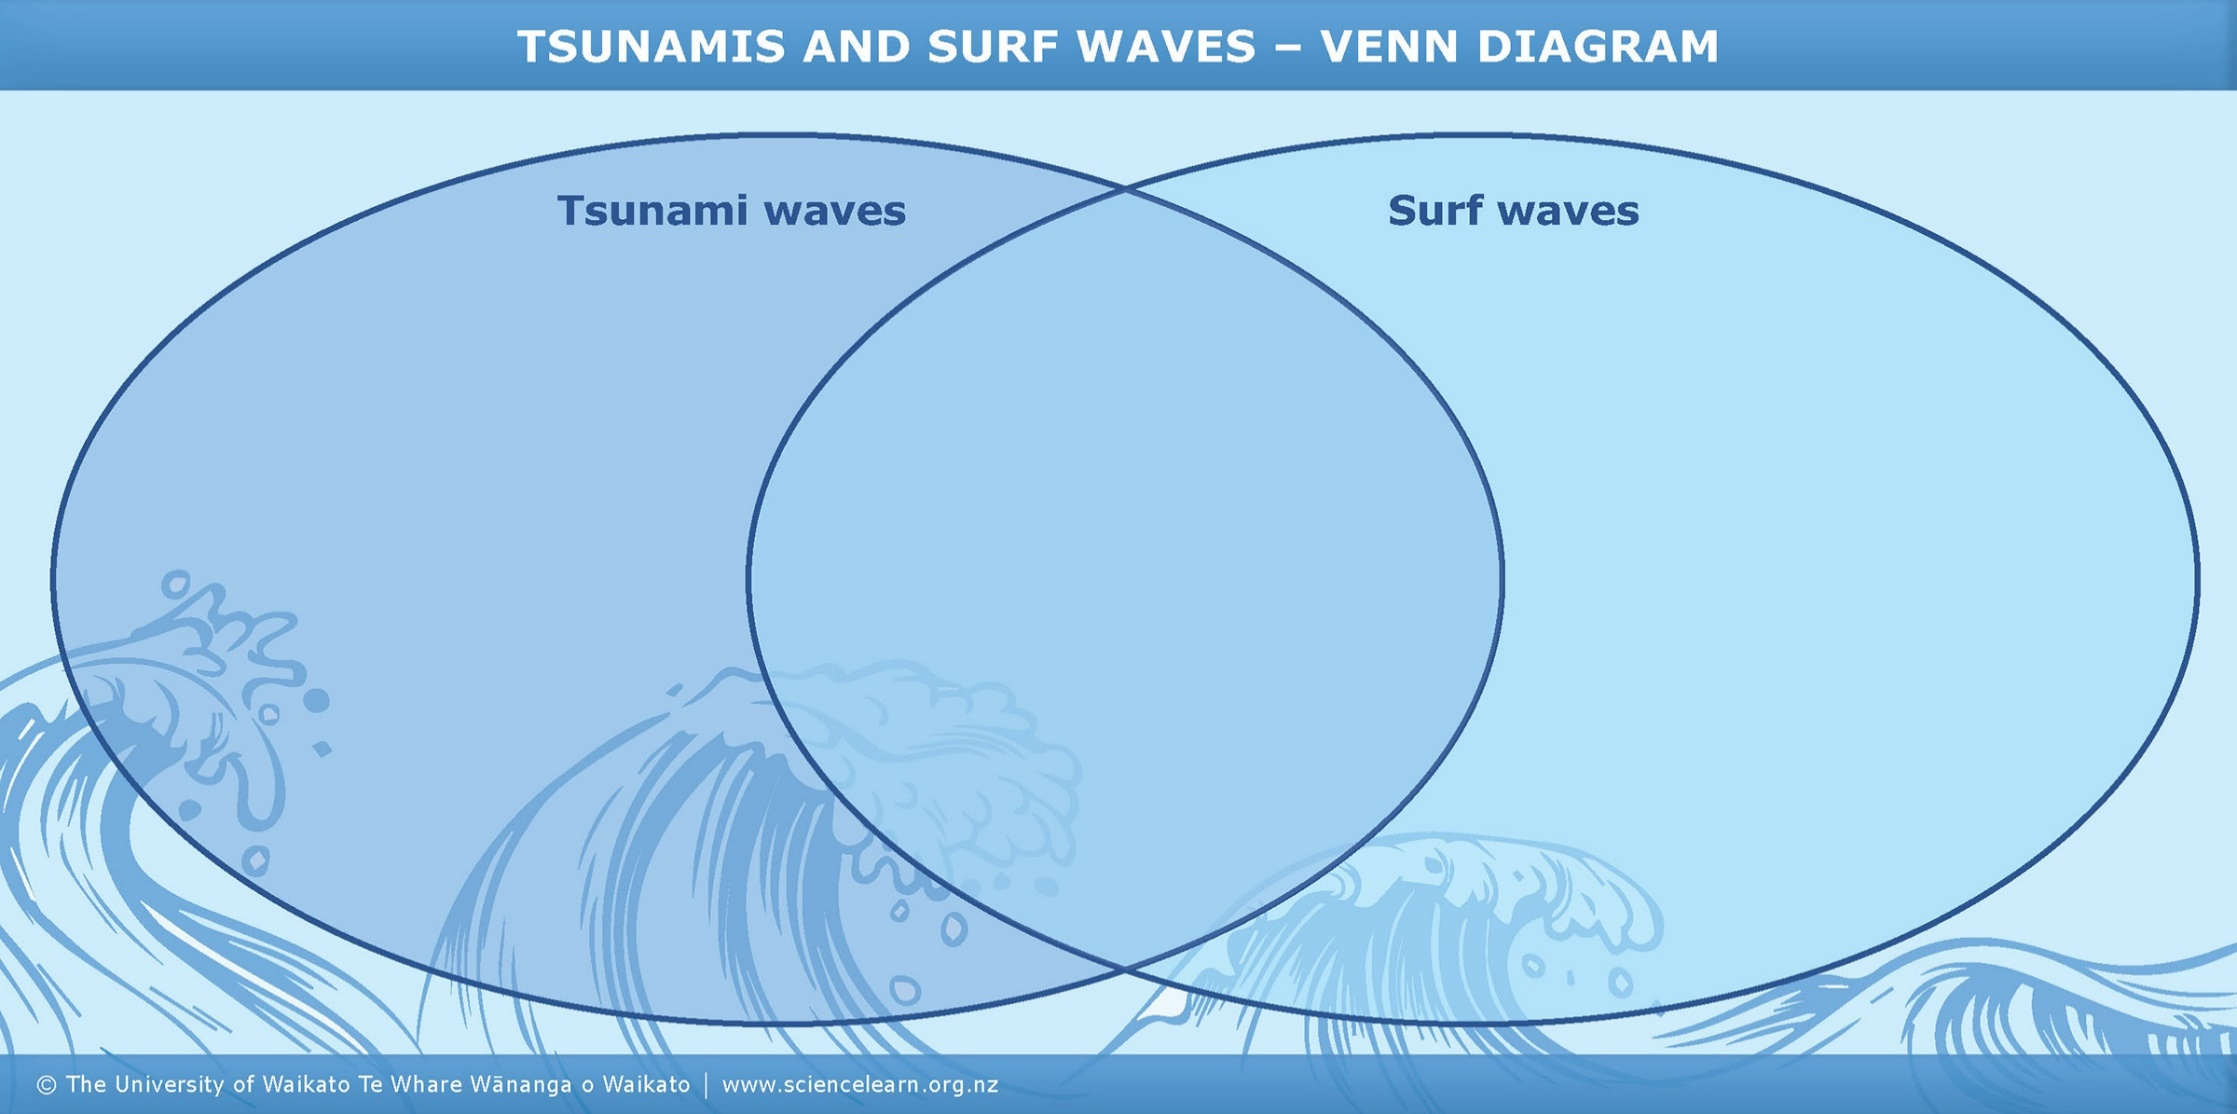 TSUNAMIS AND SURF WAVES – VENN DIAGRAM
Tsunami waves
Surf waves
© The University of Waikato Te Whare Wānanga o Waikato | www.sciencelearn.org.nz